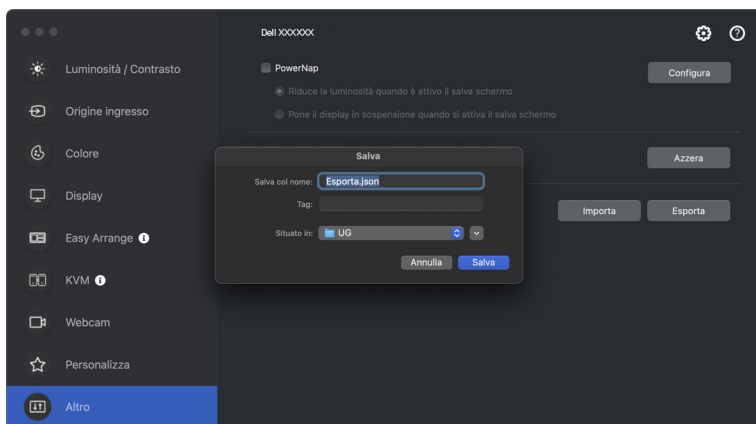 Dell XXXXXX
Luminosità / Contrasto
Origine ingresso
Colore
Display
Easy Arrange
KVM
Webcam
Personalizza
Altro
PowerNap
Configura
Riduce la luminosità quando è attivo il salva schermo
Pone il display in sospensione quando si attiva il salva schermo
Azzera
Importa Esporta
Salva
Salva col nome: Esporta.json
Tag:
Situato in: UG
Annulla Salva